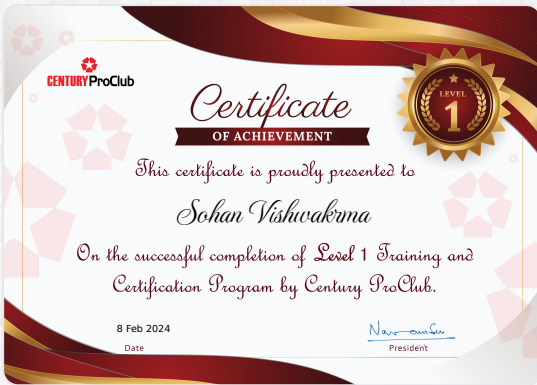 CENTURY ProClub
Certificate
OF ACHIEVEMENT
LEVEL
1
This certificate is proudly presented to
Sohan Vishwakrma
On the successful completion of Level 1 Training and
Certification Program by Century ProClub.
8 Feb 2024
Date
President